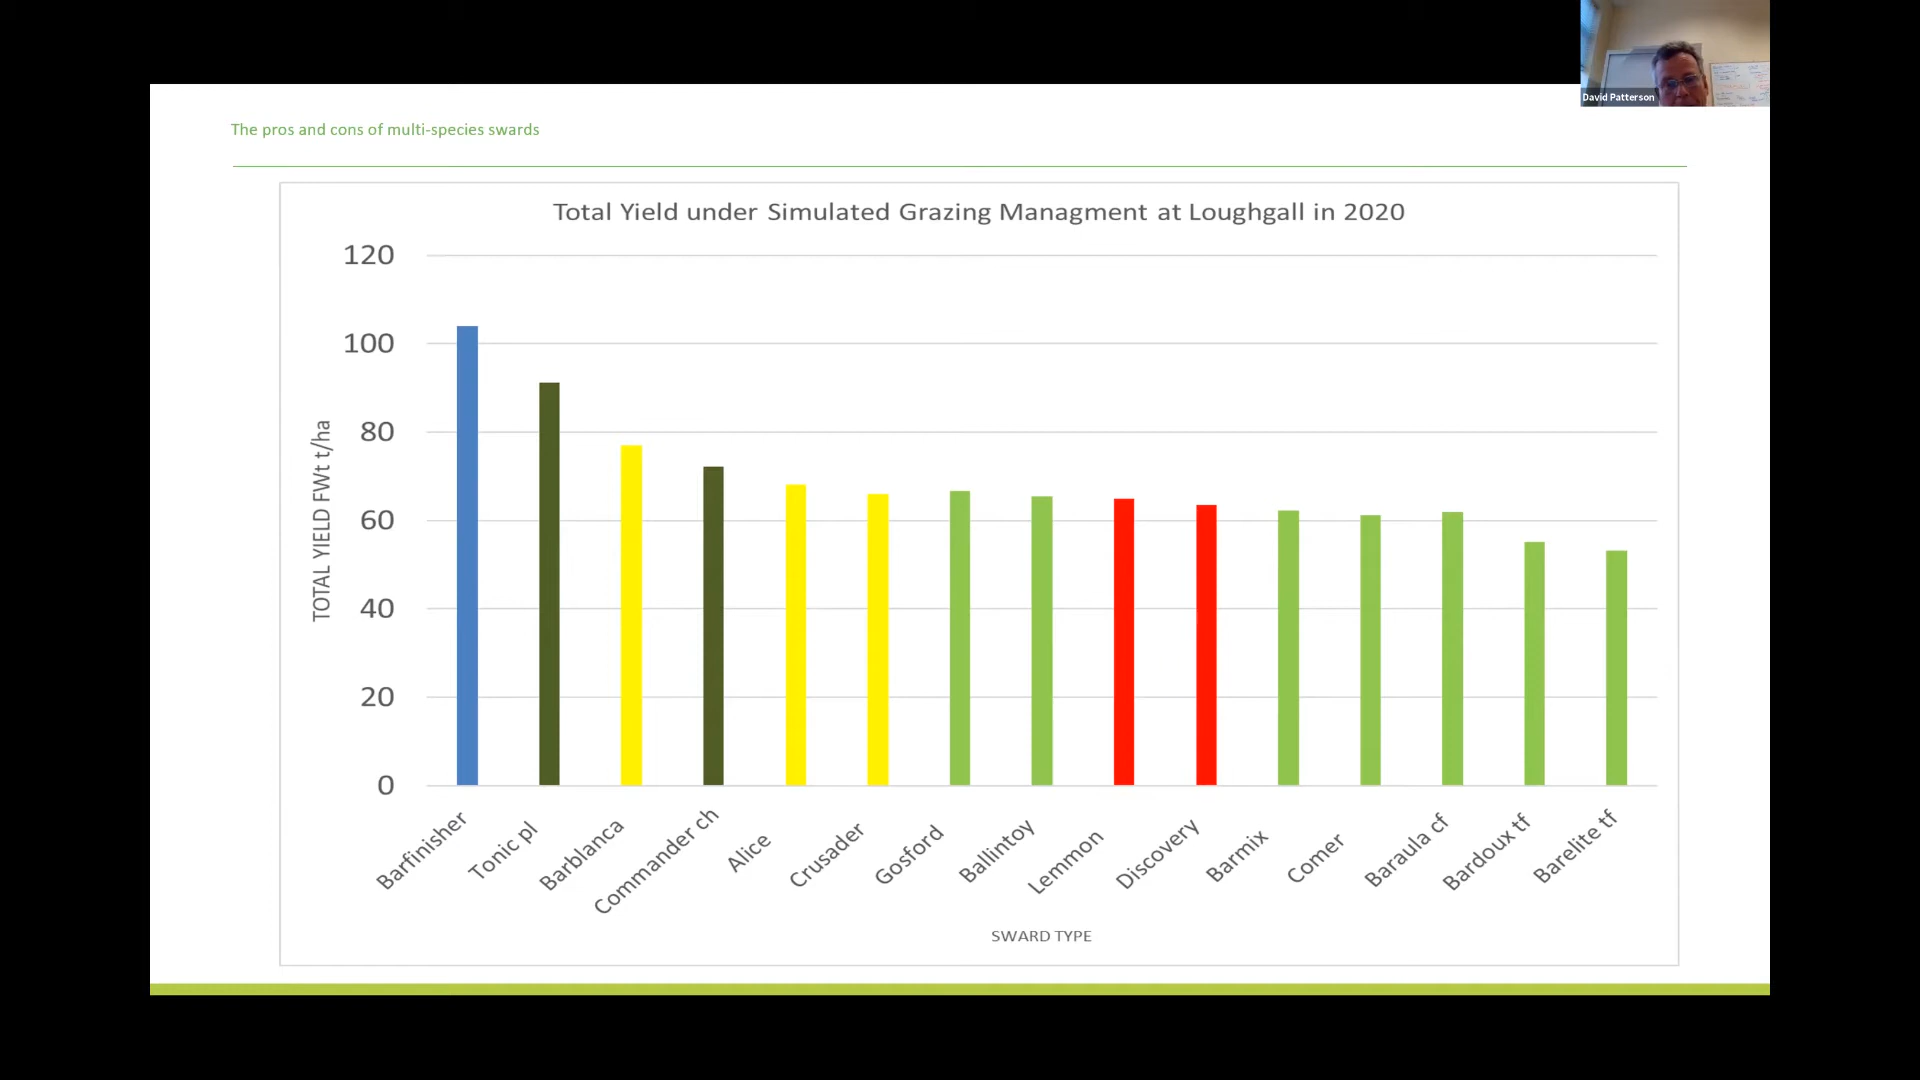 David Patterson
The pros and cons of multi-species swards
Total Yield under Simulated Grazing Managment at Loughgall in 2020
120
100
80
60
40
20
0
TOTAL YIELD FWt t/ha
Barfinisher
Tonic pl
Barblanca
Commander ch
Alice
Crusader
Gosford
Ballintoy
Lemmon
Discovery
Barmix
Comer
Baraula cf
Bardoux tf
Barelite tf
SWARD TYPE